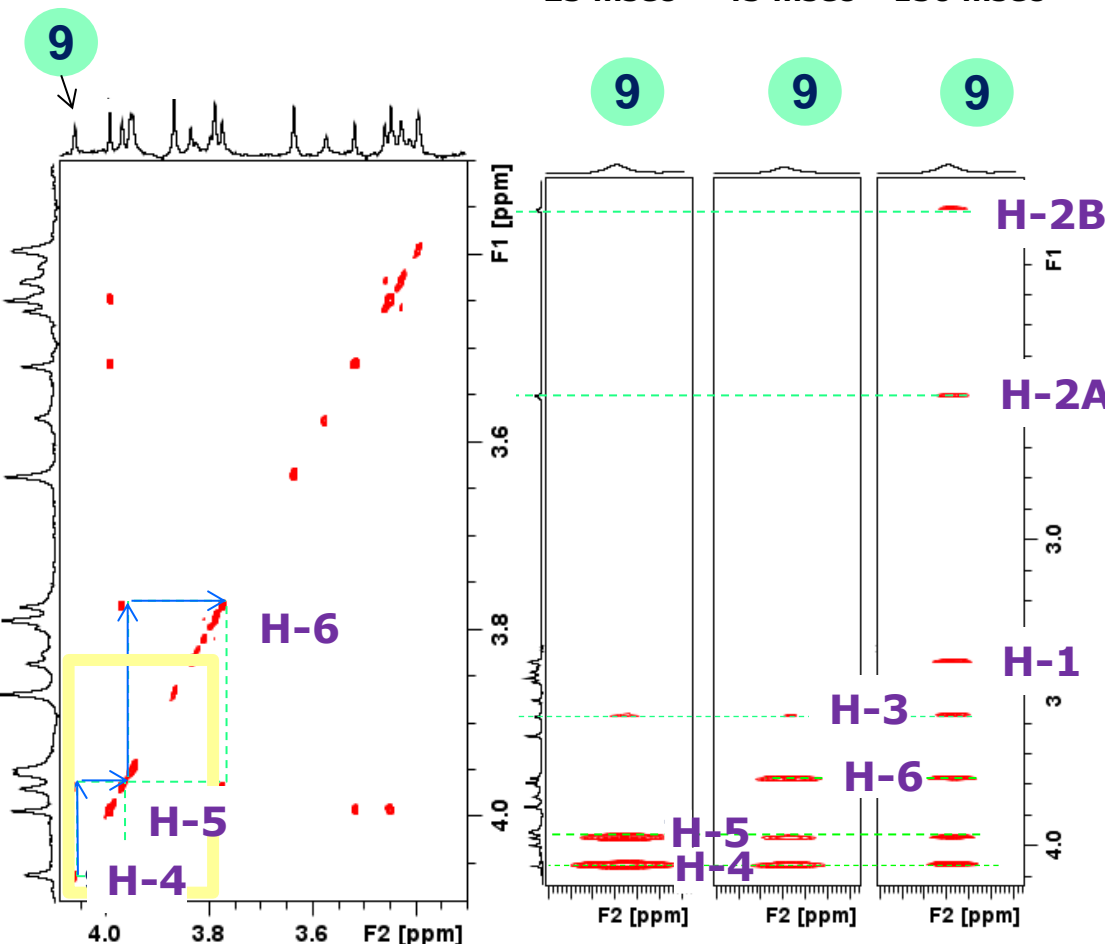 9
9
9
9
F1 [ppm]
3.6
3.8
4.0
H-6
H-5
H-4
4.0 3.8 3.6 F2 [ppm]
H-2B
F1
H-2A
3.0
H-1
3
H-3
H-6
H-5
4.0
H-4
F2 [ppm] F2 [ppm] F2 [ppm]